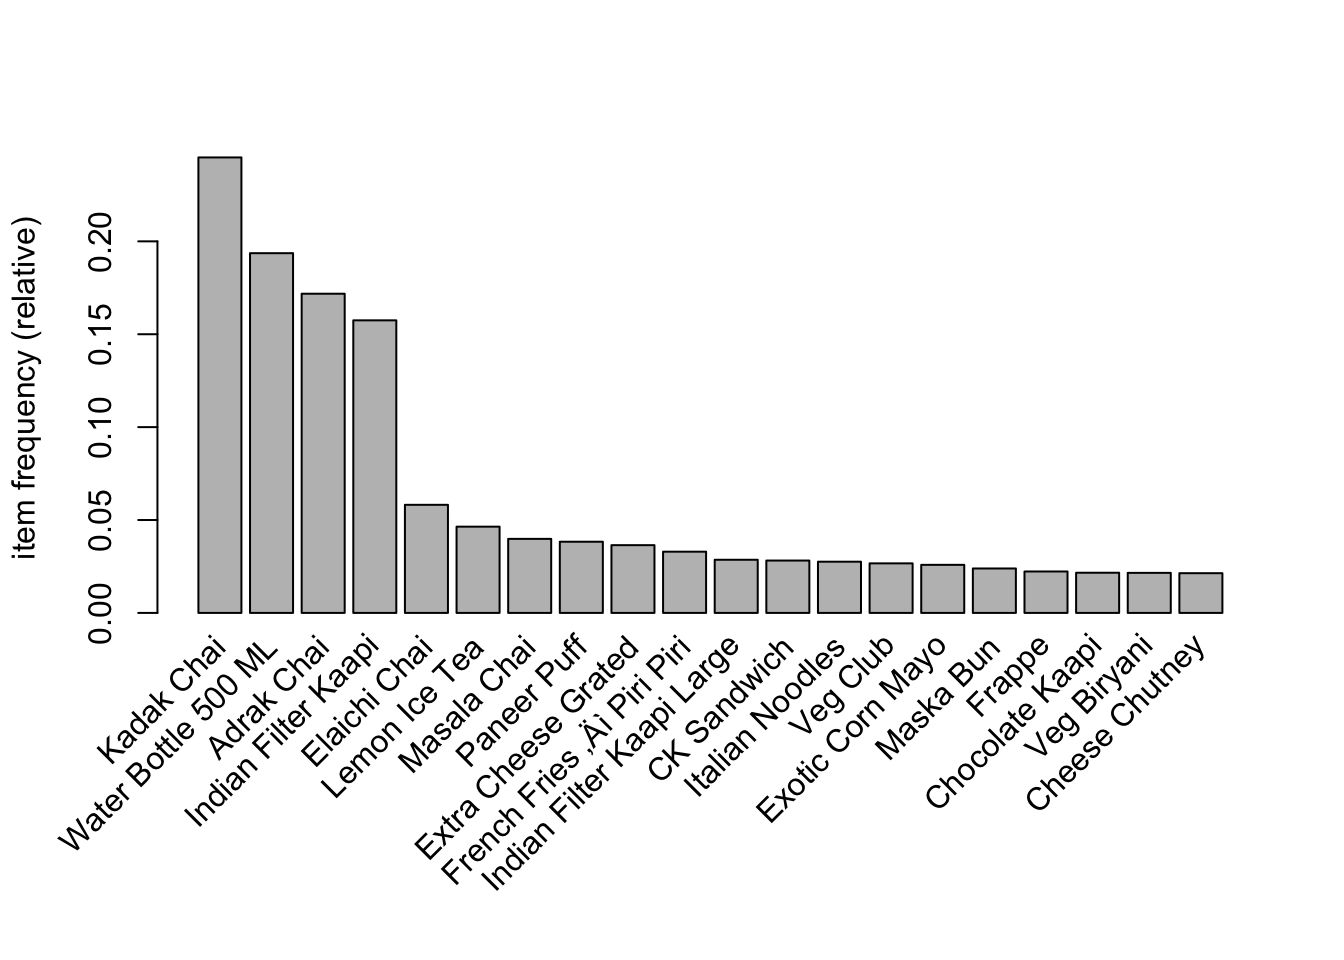 item frequency (relative)
0.20
0.15
0.10
0.05
0.00
Kadak Chai
Water Bottle 500 ML
Adrak Chai
Indian Filter Kaapi
Elaichi Chai
Lemon Ice Tea
Masala Chai
Paneer Puff
Extra Cheese Grated
French Fries ‚Äì Piri Piri
Indian Filter Kaapi Large
CK Sandwich
Italian Noodles
Veg Club
Exotic Corn Mayo
Maska Bun
Frappe
Chocolate Kaapi
Veg Biryani
Cheese Chutney